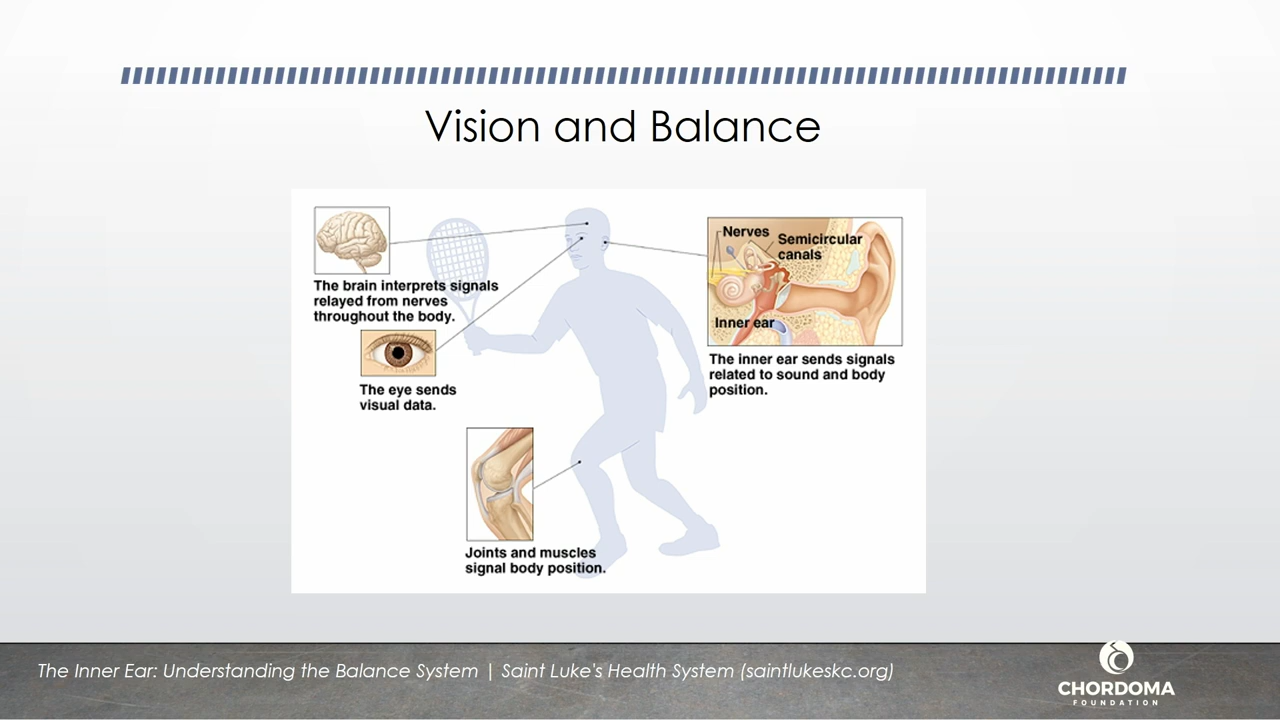 Vision and Balance
The brain interprets signals
relayed from nerves
throughout the body.
The eye sends
visual data.
Joints and muscles
signal body position.
Nerves
Semicircular
canals
Inner ear
The inner ear sends signals
related to sound and body
position.
The Inner Ear: Understanding the Balance System | Saint Luke's Health System (saintlukeskc.org)
CHORDOMA
FOUNDATION